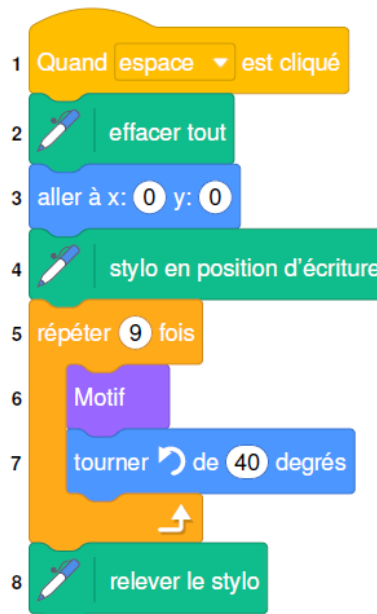 1 Quand espace est cliqué
2 effacer tout
3 aller à x: 0 y: 0
4 stylo en position d'écriture
5 répéter 9 fois
6 Motif
7 tourner de 40 degrés
8 relever le stylo